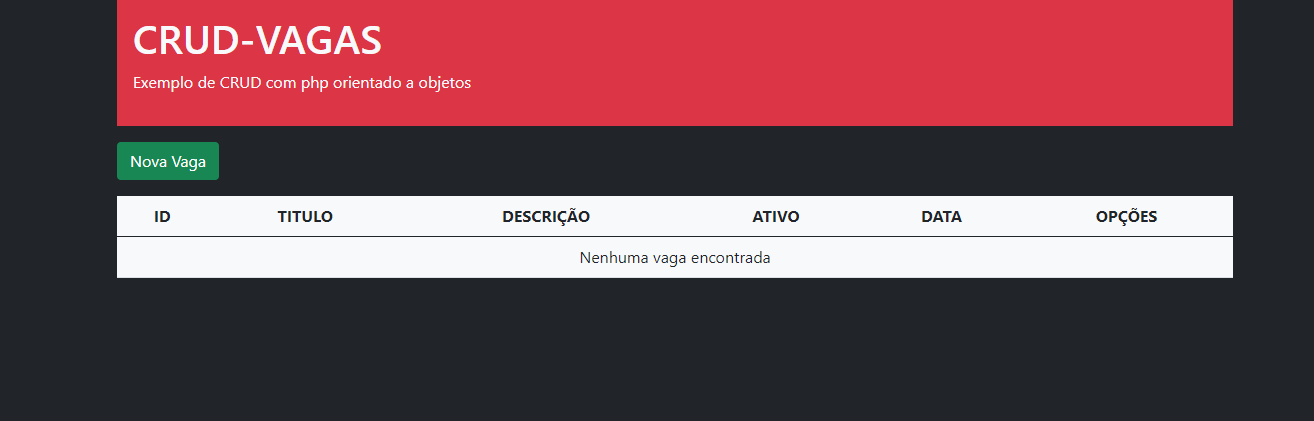 CRUD-VAGAS
Exemplo de CRUD com php orientado a objetos
Nova Vaga
ID TITULO DESCRIÇÃO ATIVO DATA OPÇÕES
Nenhuma vaga encontrada